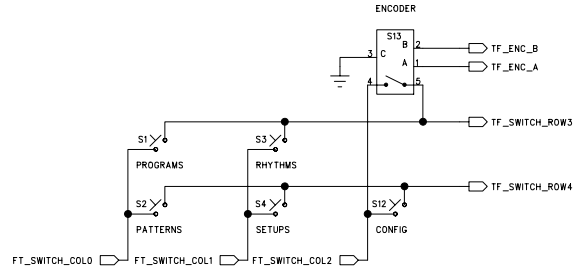 ENCODER
S13
B 2 TF_ENC_B
3 C
A 1 TF_ENC_A
4 5
TF_SWITCH_ROW3
S1 S3
PROGRAMS RHYTHMS
TF_SWITCH_ROW4
S2 S4 S12
PATTERNS SETUPS CONFIG
FT_SWITCH_COL0 FT_SWITCH_COL1 FT_SWITCH_COL2